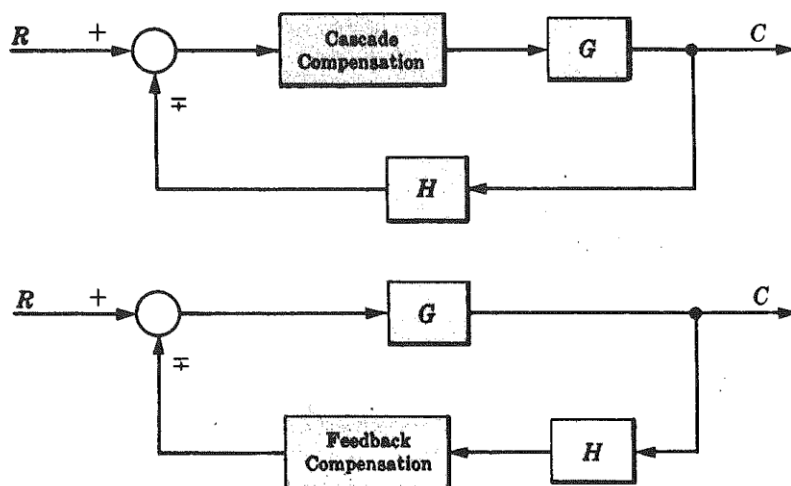 R
+
Cascade
Compensation
G
C
∓
H
R
+
G
C
∓
Feedback
Compensation
H